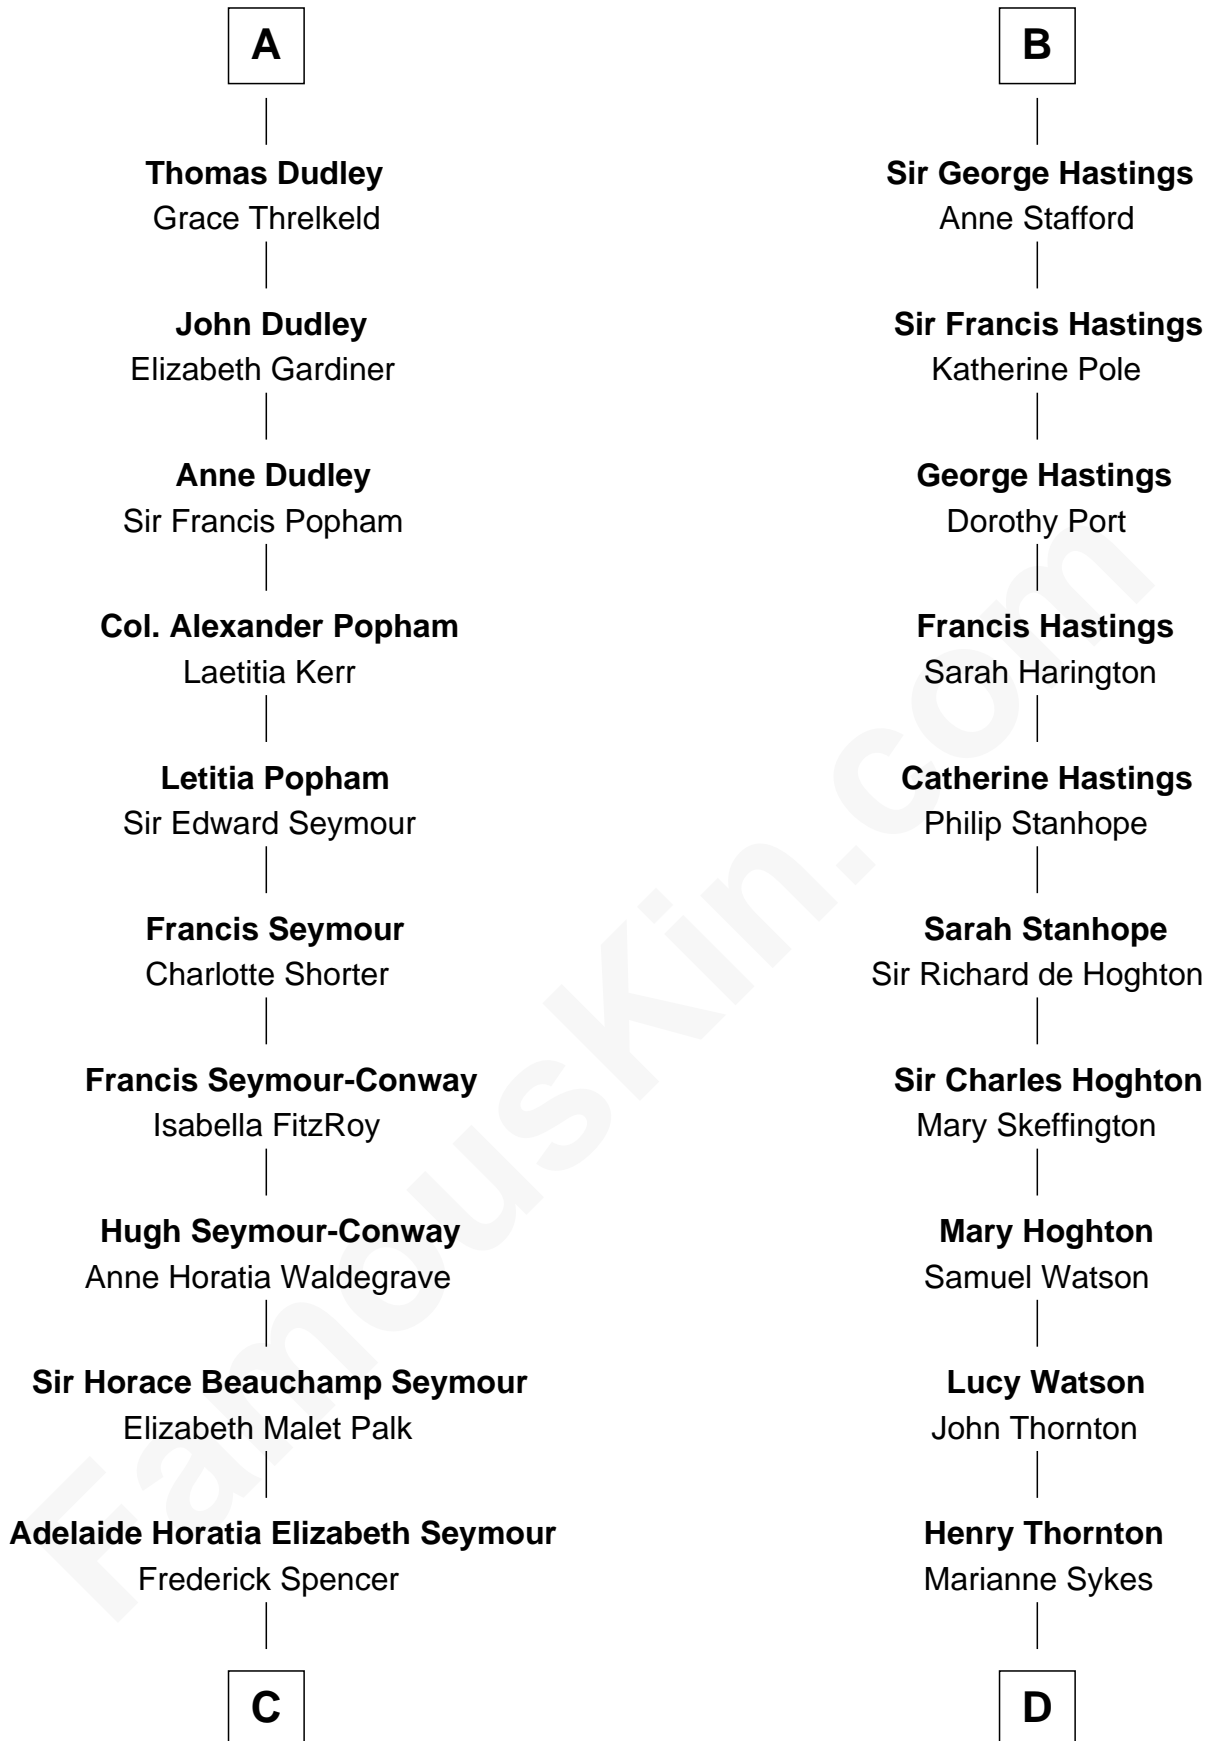 A
Thomas Dudley
Grace Threlkeld
John Dudley
Elizabeth Gardiner
Anne Dudley
Sir Francis Popham
Col. Alexander Popham
Laetitia Kerr
Letitia Popham
Sir Edward Seymour
Francis Seymour
Charlotte Shorter
Francis Seymour-Conway
Isabella FitzRoy
Hugh Seymour-Conway
Anne Horatia Waldegrave
Sir Horace Beauchamp Seymour
Elizabeth Malet Palk
Adelaide Horatia Elizabeth Seymour
Frederick Spencer
C
B
Sir George Hastings
Anne Stafford
Sir Francis Hastings
Katherine Pole
George Hastings
Dorothy Port
Francis Hastings
Sarah Harington
Catherine Hastings
Philip Stanhope
Sarah Stanhope
Sir Richard de Hoghton
Sir Charles Hoghton
Mary Skeffington
Mary Hoghton
Samuel Watson
Lucy Watson
John Thornton
Henry Thornton
Marianne Sykes
D
FamousKin.com